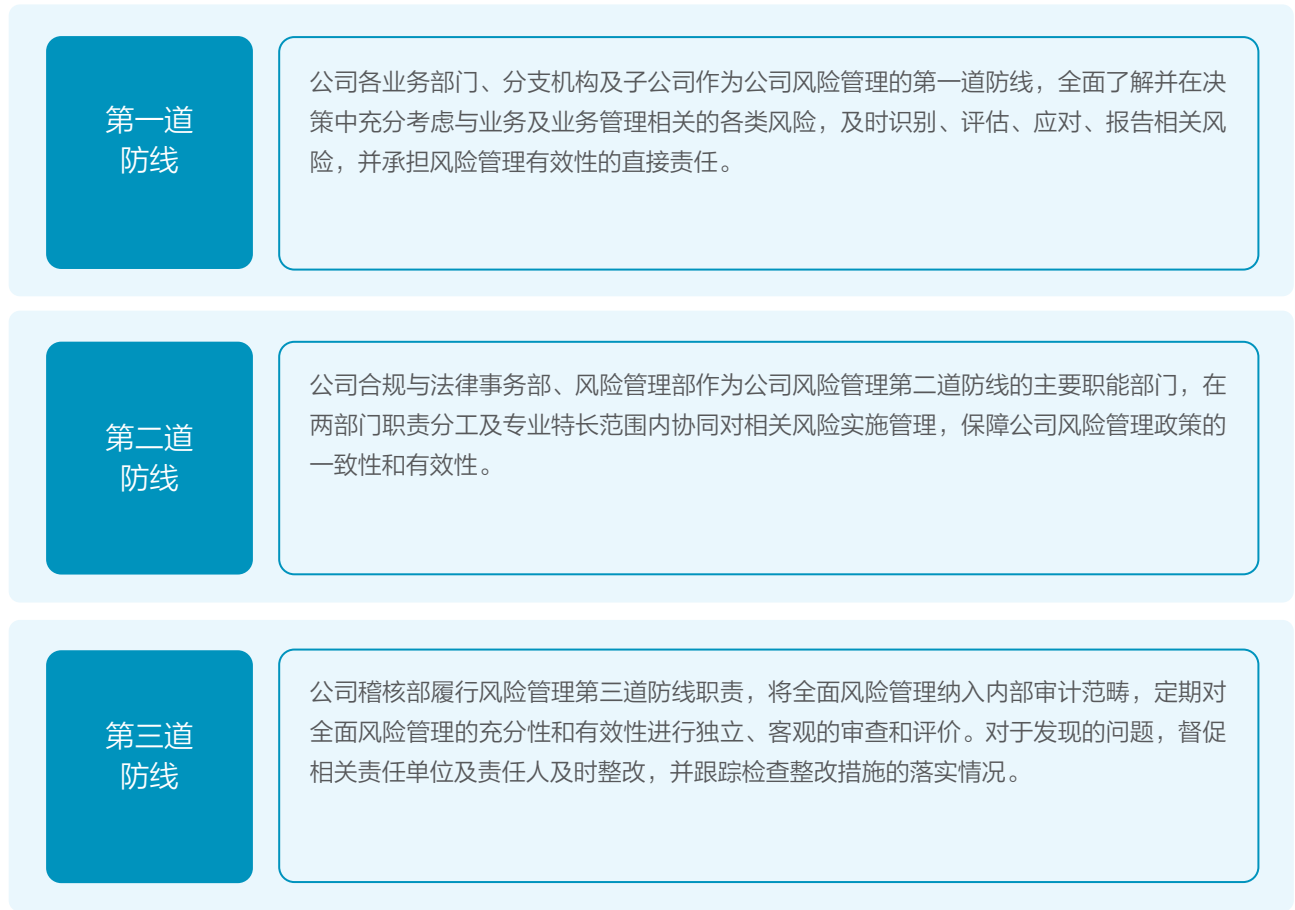 第一道
防线
公司各业务部门、分支机构及子公司作为公司风险管理的第一道防线，全面了解并在决
策中充分考虑与业务及业务管理相关的各类风险，及时识别、评估、应对、报告相关风
险，并承担风险管理有效性的直接责任。
第二道
防线
公司合规与法律事务部、风险管理部作为公司风险管理第二道防线的主要职能部门，在
两部门职责分工及专业特长范围内协同对相关风险实施管理，保障公司风险管理政策的
一致性和有效性。
第三道
防线
公司稽核部履行风险管理第三道防线职责，将全面风险管理纳入内部审计范畴，定期对
全面风险管理的充分性和有效性进行独立、客观的审查和评价。对于发现的问题，督促
相关责任单位及责任人及时整改，并跟踪检查整改措施的落实情况。